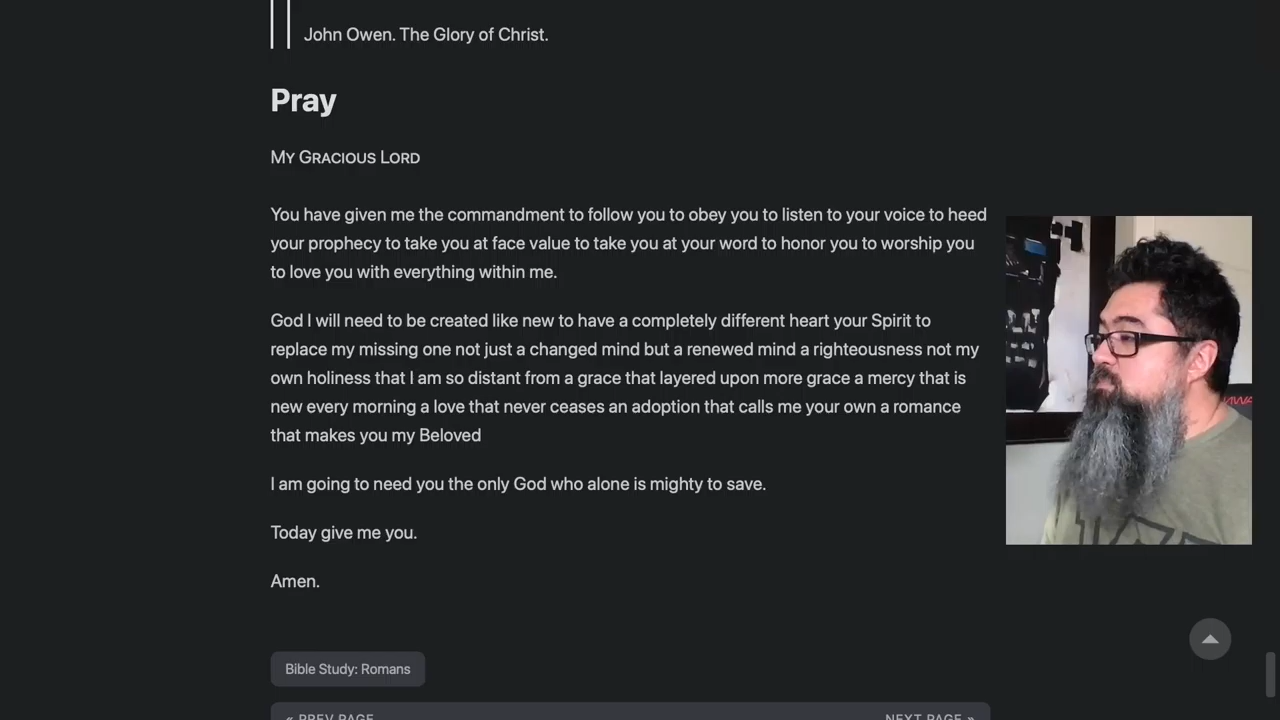 John Owen. The Glory of Christ.
Pray
My Gracious Lord
You have given me the commandment to follow you to obey you to listen to your voice to heed
your prophecy to take you at face value to take you at your word to honor you to worship you
to love you with everything within me.
God I will need to be created like new to have a completely different heart your Spirit to
replace my missing one not just a changed mind but a renewed mind a righteousness not my
own holiness that I am so distant from a grace that layered upon more grace a mercy that is
new every morning a love that never ceases an adoption that calls me your own a romance
that makes you my Beloved
I am going to need you the only God who alone is mighty to save.
Today give me you.
Amen.
Bible Study: Romans
« PREV PAGE NEXT PAGE »